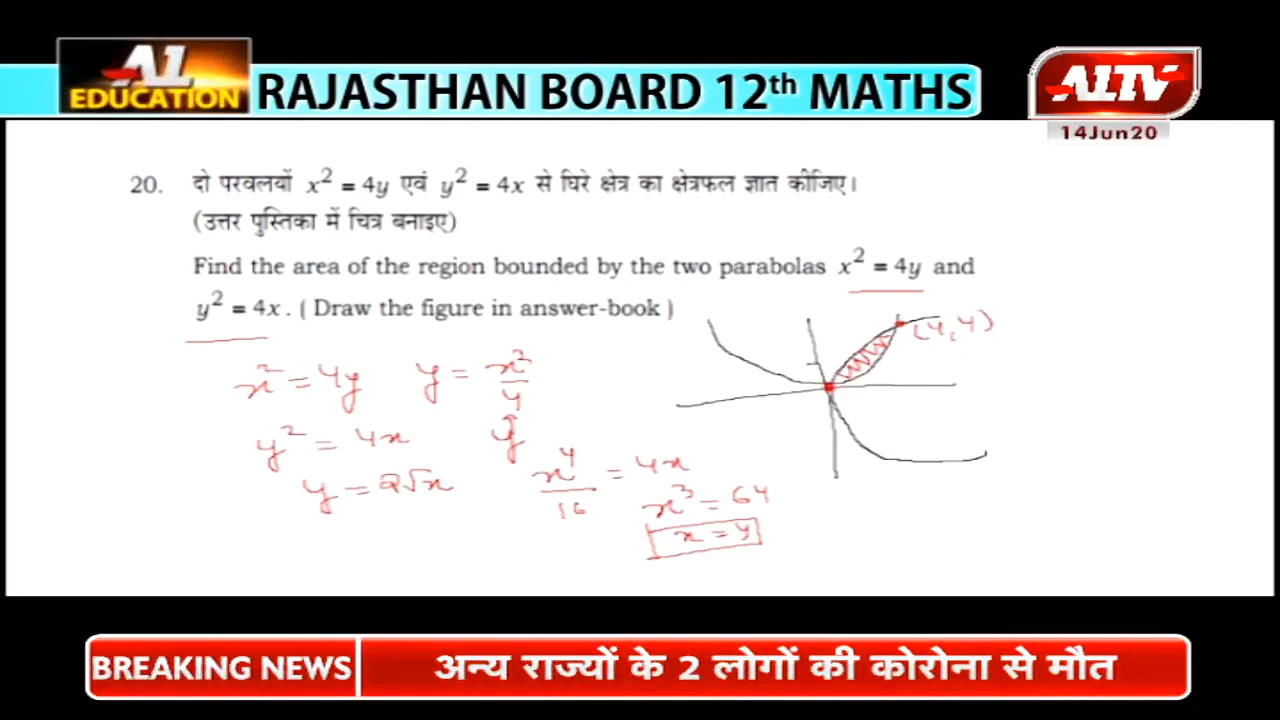 A1
EDUCATION
RAJASTHAN BOARD 12th MATHS
A1TV
14Jun20
20. दो परवलयों x² = 4y एवं y² = 4x से घिरे क्षेत्र का क्षेत्रफल ज्ञात कीजिए।
(उत्तर पुस्तिका में चित्र बनाइए)
Find the area of the region bounded by the two parabolas x² = 4y and
y² = 4x . ( Draw the figure in answer-book )
(4,4)
x² = 4y y = x²/4
y² = 4x
y = 2√x
x⁴/16 = 4x
x³ = 64
x = 4
BREAKING NEWS अन्य राज्यों के 2 लोगों की कोरोना से मौत